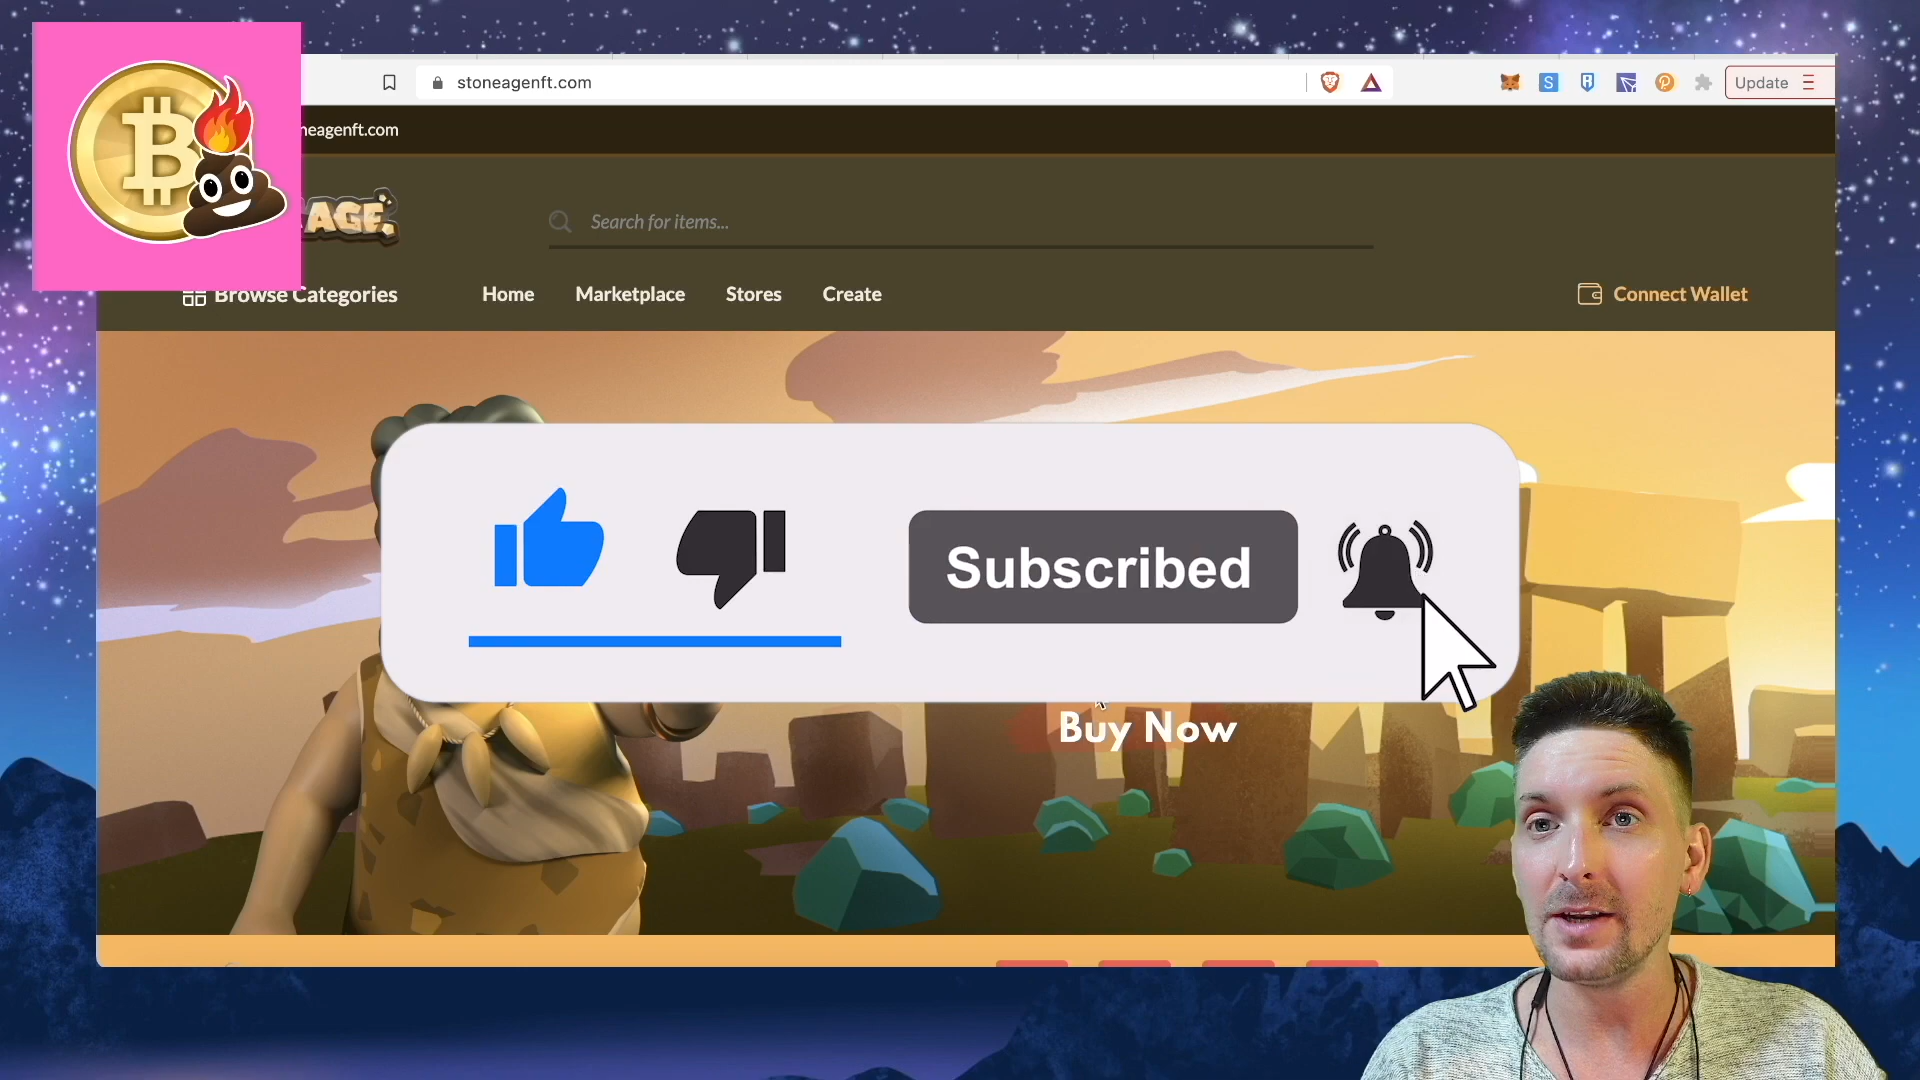 stoneagenft.com
Update
neagenft.com
AGE
Search for items...
Browse Categories
Home
Marketplace
Stores
Create
Connect Wallet
Subscribed
Buy Now